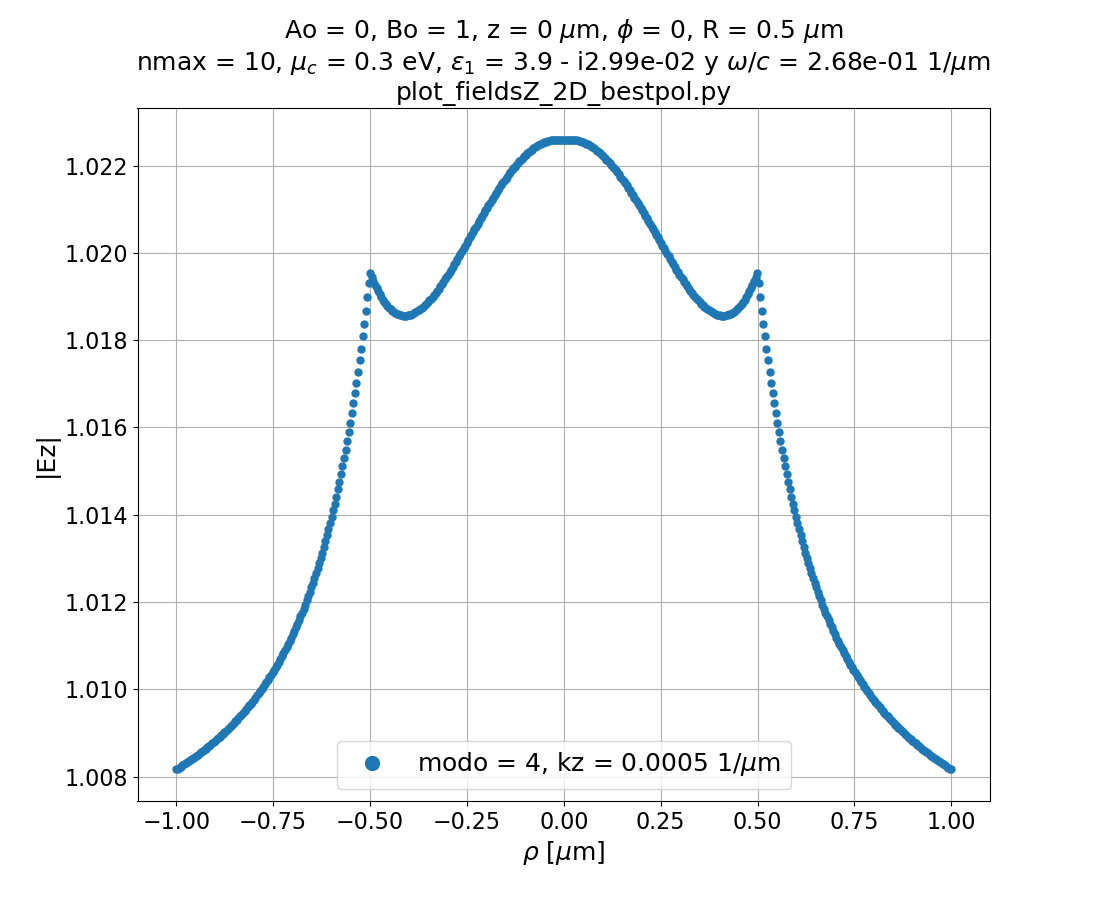 Ao = 0, Bo = 1, z = 0 μm, ϕ = 0, R = 0.5 μm
nmax = 10, μc = 0.3 eV, ε1 = 3.9 - i2.99e-02 y ω/c = 2.68e-01 1/μm
plot_fieldsZ_2D_bestpol.py
|Ez|
1.022
1.020
1.018
1.016
1.014
1.012
1.010
1.008
modo = 4, kz = 0.0005 1/μm
−1.00 −0.75 −0.50 −0.25 0.00 0.25 0.50 0.75 1.00
ρ [μm]